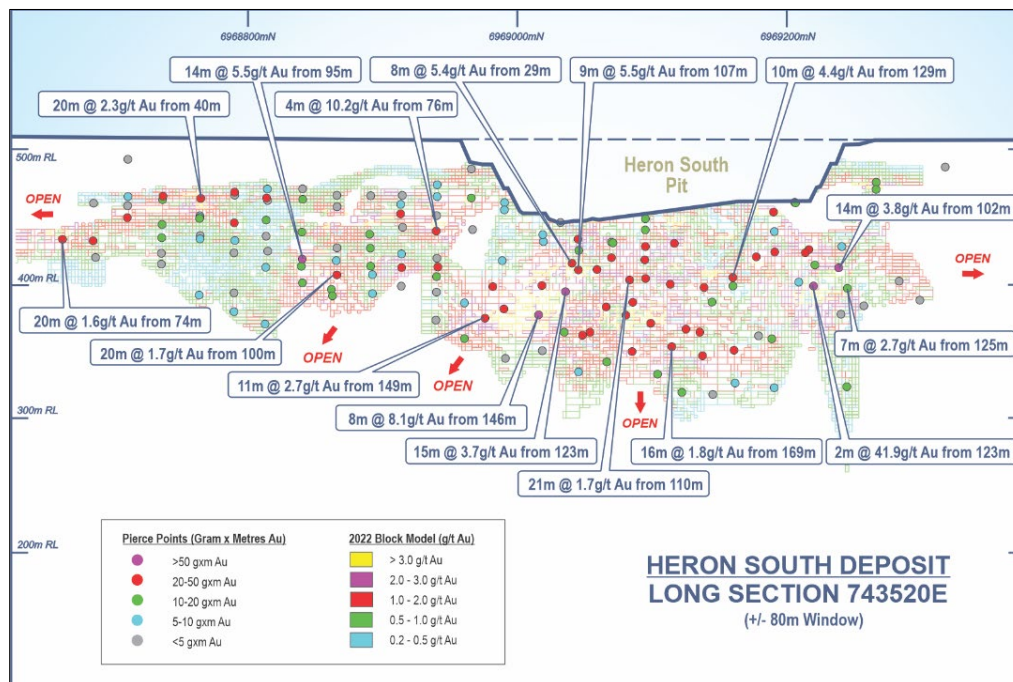 6968800mN
6969000mN
6969200mN
14m @ 5.5g/t Au from 95m
8m @ 5.4g/t Au from 29m
9m @ 5.5g/t Au from 107m
10m @ 4.4g/t Au from 129m
20m @ 2.3g/t Au from 40m
4m @ 10.2g/t Au from 76m
500m RL
Heron South
Pit
OPEN
14m @ 3.8g/t Au from 102m
400m RL
OPEN
20m @ 1.6g/t Au from 74m
20m @ 1.7g/t Au from 100m
OPEN
7m @ 2.7g/t Au from 125m
11m @ 2.7g/t Au from 149m
OPEN
8m @ 8.1g/t Au from 146m
300m RL
OPEN
15m @ 3.7g/t Au from 123m
16m @ 1.8g/t Au from 169m
2m @ 41.9g/t Au from 123m
21m @ 1.7g/t Au from 110m
Pierce Points (Gram x Metres Au)
>50 gxm Au
20-50 gxm Au
10-20 gxm Au
5-10 gxm Au
<5 gxm Au
2022 Block Model (g/t Au)
> 3.0 g/t Au
2.0 - 3.0 g/t Au
1.0 - 2.0 g/t Au
0.5 - 1.0 g/t Au
0.2 - 0.5 g/t Au
200m RL
HERON SOUTH DEPOSIT
LONG SECTION 743520E
(+/- 80m Window)